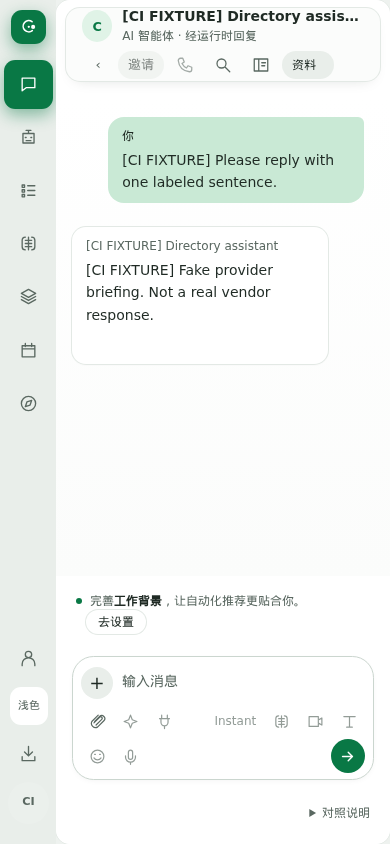 [CI FIXTURE] Directory assis…
C
AI 智能体 · 经运行时回复
邀请
资料
你
[CI FIXTURE] Please reply with
one labeled sentence.
[CI FIXTURE] Directory assistant
[CI FIXTURE] Fake provider
briefing. Not a real vendor
response.
完善工作背景，让自动化推荐更贴合你。
去设置
输入消息
浅色
Instant
CI
▶ 对照说明